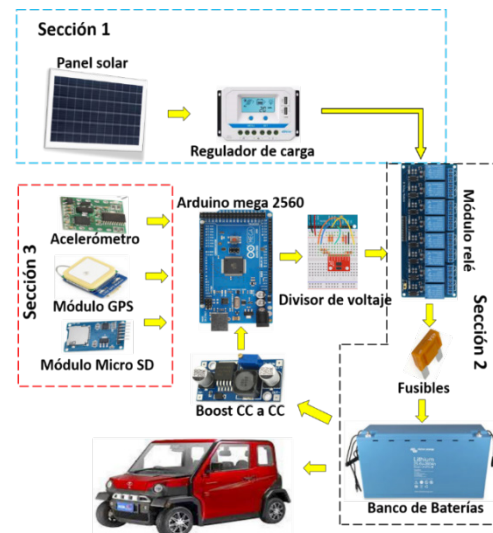 Sección 1
Panel solar
Regulador de carga
Arduino mega 2560
Acelerómetro
Módulo GPS
Módulo Micro SD
Sección 3
Divisor de voltaje
Módulo relé
Sección 2
Fusibles
Boost CC a CC
Banco de Baterías